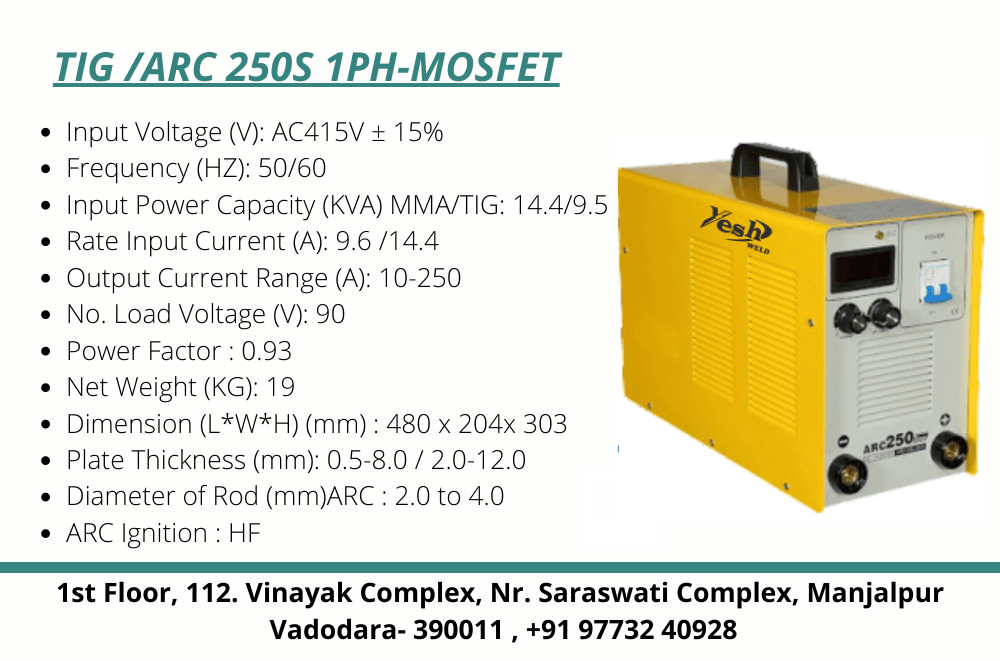 TIG /ARC 250S 1PH-MOSFET
Input Voltage (V): AC415V ± 15%
Frequency (HZ): 50/60
Input Power Capacity (KVA) MMA/TIG: 14.4/9.5
Rate Input Current (A): 9.6 /14.4
Output Current Range (A): 10-250
No. Load Voltage (V): 90
Power Factor : 0.93
Net Weight (KG): 19
Dimension (L*W*H) (mm) : 480 x 204x 303
Plate Thickness (mm): 0.5-8.0 / 2.0-12.0
Diameter of Rod (mm)ARC : 2.0 to 4.0
ARC Ignition : HF
Yesh
WELD
POWER
ARC250
1st Floor, 112. Vinayak Complex, Nr. Saraswati Complex, Manjalpur
Vadodara- 390011 , +91 97732 40928